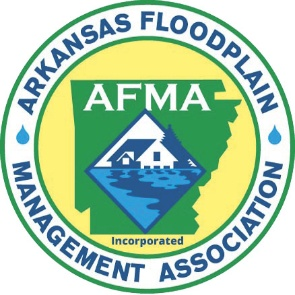 ARKANSAS FLOODPLAIN
AFMA
Incorporated
MANAGEMENT ASSOCIATION